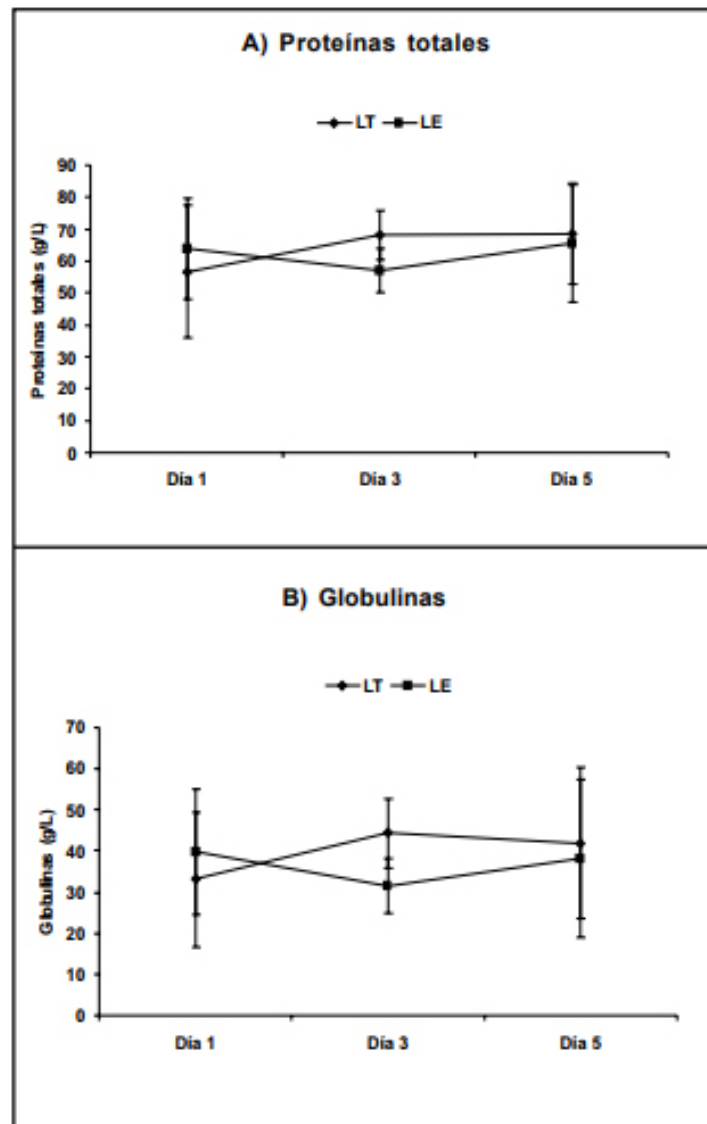 A) Proteínas totales
LT LE
90
80
70
60
50
40
30
20
10
0
Proteínas totales (g/L)
Día 1 Día 3 Día 5
B) Globulinas
LT LE
70
60
50
40
30
20
10
0
Globulinas (g/L)
Día 1 Día 3 Día 5